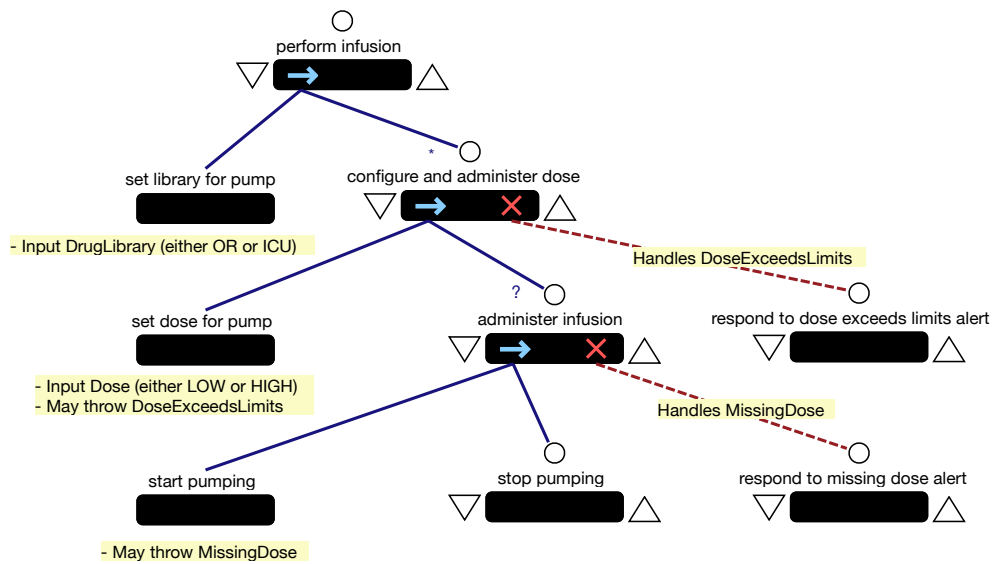 perform infusion
*
set library for pump
configure and administer dose
- Input DrugLibrary (either OR or ICU)
Handles DoseExceedsLimits
?
set dose for pump
administer infusion
respond to dose exceeds limits alert
- Input Dose (either LOW or HIGH)
- May throw DoseExceedsLimits
Handles MissingDose
start pumping
stop pumping
respond to missing dose alert
- May throw MissingDose